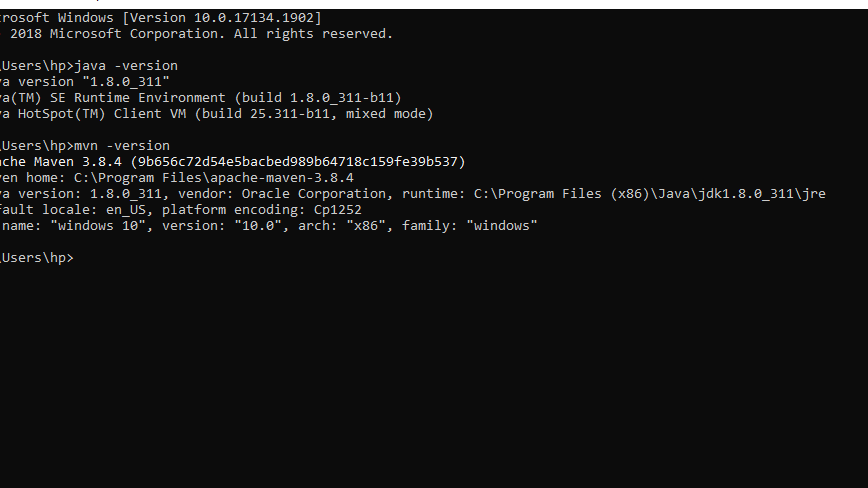 rosoft Windows [Version 10.0.17134.1902]
2018 Microsoft Corporation. All rights reserved.
\Users\hp>java -version
va version "1.8.0_311"
va(TM) SE Runtime Environment (build 1.8.0_311-b11)
va HotSpot(TM) Client VM (build 25.311-b11, mixed mode)
\Users\hp>mvn -version
ache Maven 3.8.4 (9b656c72d54e5bacbed989b64718c159fe39b537)
ven home: C:\Program Files\apache-maven-3.8.4
va version: 1.8.0_311, vendor: Oracle Corporation, runtime: C:\Program Files (x86)\Java\jdk1.8.0_311\jre
fault locale: en_US, platform encoding: Cp1252
name: "windows 10", version: "10.0", arch: "x86", family: "windows"
\Users\hp>